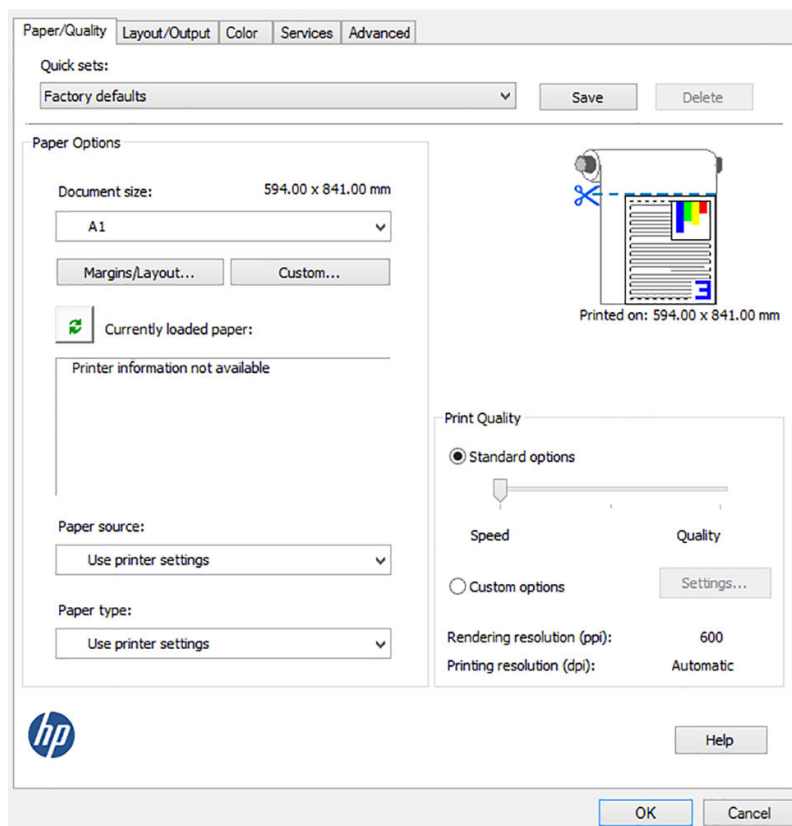 Paper/Quality Layout/Output Color Services Advanced
Quick sets:
Factory defaults Save Delete
Paper Options
Document size: 594.00 x 841.00 mm
A1
Margins/Layout... Custom...
Printed on: 594.00 x 841.00 mm
Currently loaded paper:
Printer information not available
Print Quality
Standard options
Paper source:
Speed Quality
Use printer settings
Custom options Settings...
Paper type:
Use printer settings
Rendering resolution (ppi): 600
Printing resolution (dpi): Automatic
hp
Help
OK Cancel